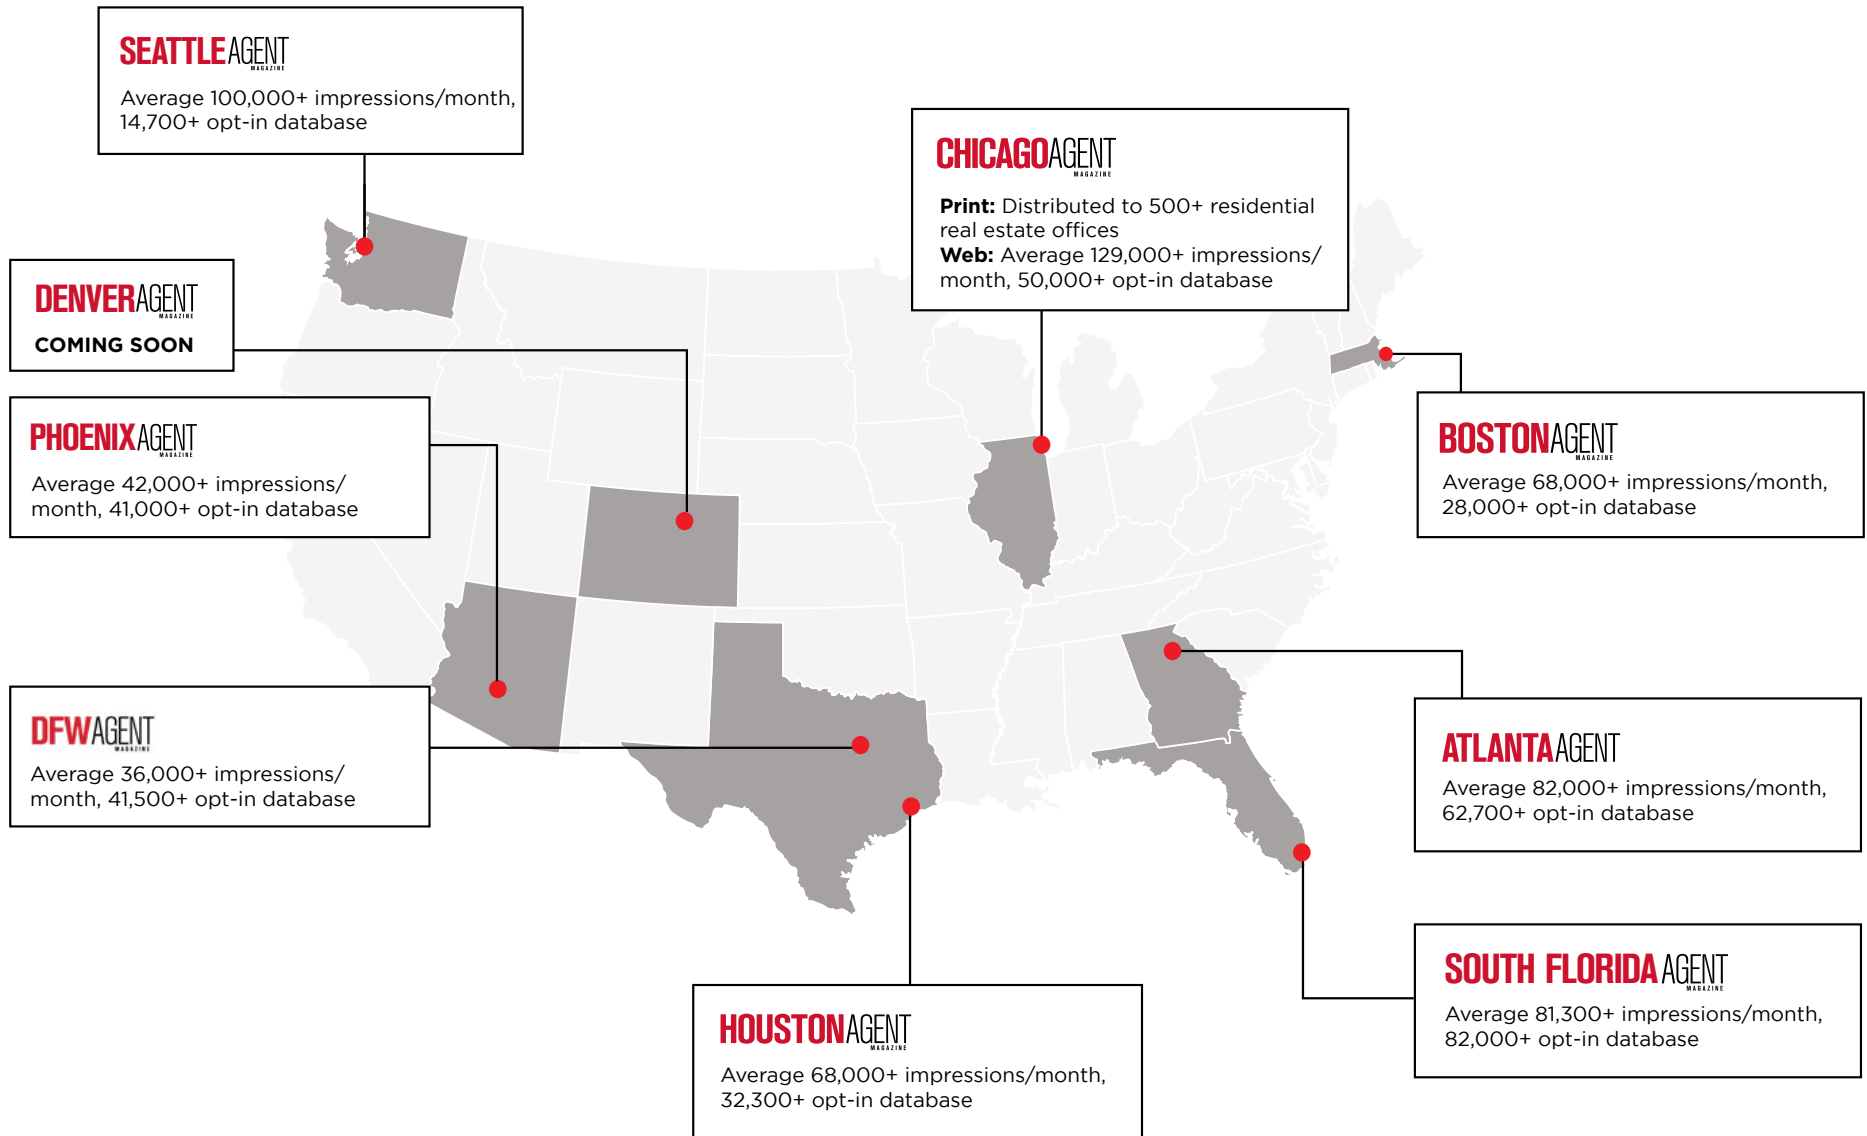 SEATTLEAGENT
MAGAZINE
Average 100,000+ impressions/month,
14,700+ opt-in database
CHICAGOAGENT
MAGAZINE
Print: Distributed to 500+ residential
real estate offices
Web: Average 129,000+ impressions/
month, 50,000+ opt-in database
DENVERAGENT
MAGAZINE
COMING SOON
PHOENIXAGENT
MAGAZINE
Average 42,000+ impressions/
month, 41,000+ opt-in database
BOSTONAGENT
MAGAZINE
Average 68,000+ impressions/month,
28,000+ opt-in database
DFWAGENT
MAGAZINE
Average 36,000+ impressions/
month, 41,500+ opt-in database
ATLANTAAGENT
Average 82,000+ impressions/month,
62,700+ opt-in database
SOUTH FLORIDA AGENT
MAGAZINE
Average 81,300+ impressions/month,
82,000+ opt-in database
HOUSTONAGENT
MAGAZINE
Average 68,000+ impressions/month,
32,300+ opt-in database